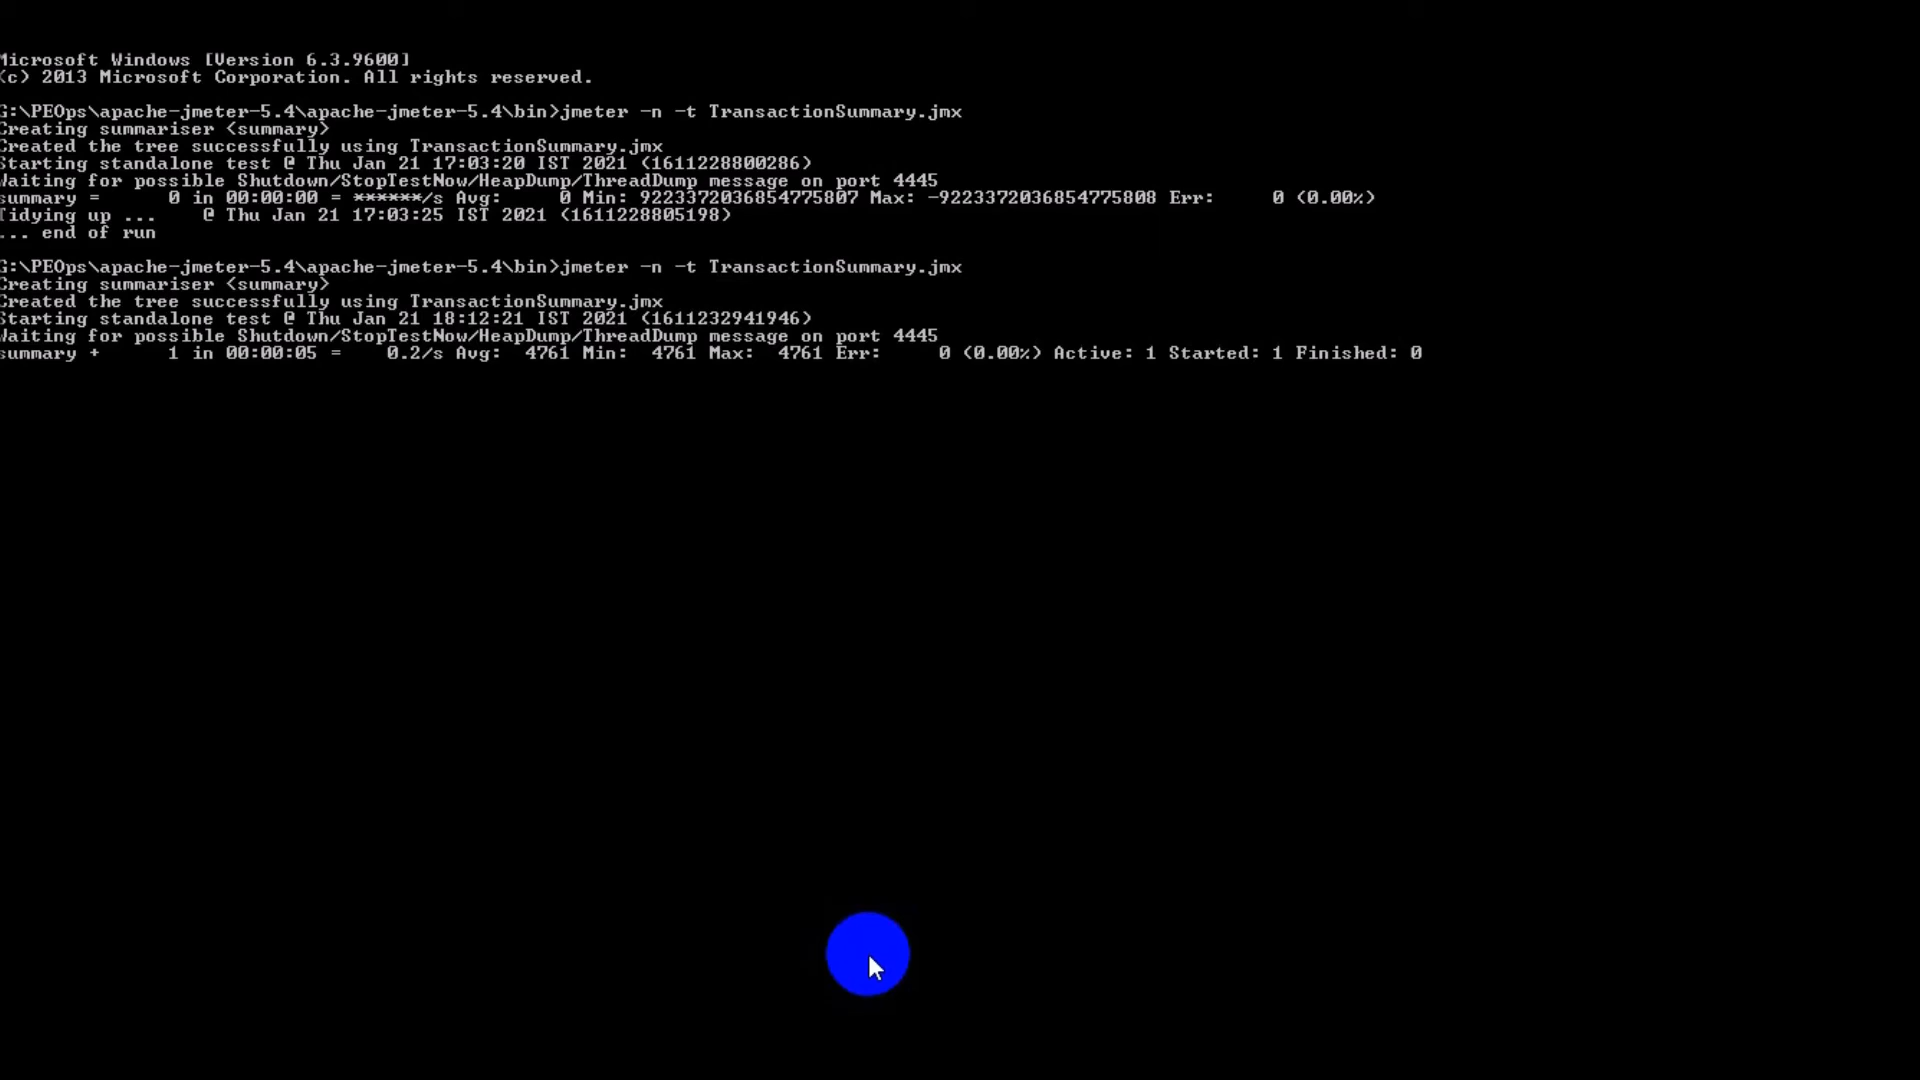 Microsoft Windows [Version 6.3.9600]
(c) 2013 Microsoft Corporation. All rights reserved.
G:\PEOps\apache-jmeter-5.4\apache-jmeter-5.4\bin>jmeter -n -t TransactionSummary.jmx
Creating summariser <summary>
Created the tree successfully using TransactionSummary.jmx
Starting standalone test @ Thu Jan 21 17:03:20 IST 2021 (1611228800286)
Waiting for possible Shutdown/StopTestNow/HeapDump/ThreadDump message on port 4445
summary =      0 in 00:00:00 = ******/s Avg:     0 Min: 9223372036854775807 Max: -9223372036854775808 Err:     0 (0.00%)
Tidying up ...    @ Thu Jan 21 17:03:25 IST 2021 (1611228805198)
... end of run
G:\PEOps\apache-jmeter-5.4\apache-jmeter-5.4\bin>jmeter -n -t TransactionSummary.jmx
Creating summariser <summary>
Created the tree successfully using TransactionSummary.jmx
Starting standalone test @ Thu Jan 21 18:12:21 IST 2021 (1611232941946)
Waiting for possible Shutdown/StopTestNow/HeapDump/ThreadDump message on port 4445
summary +      1 in 00:00:05 =    0.2/s Avg:  4761 Min:  4761 Max:  4761 Err:     0 (0.00%) Active: 1 Started: 1 Finished: 0